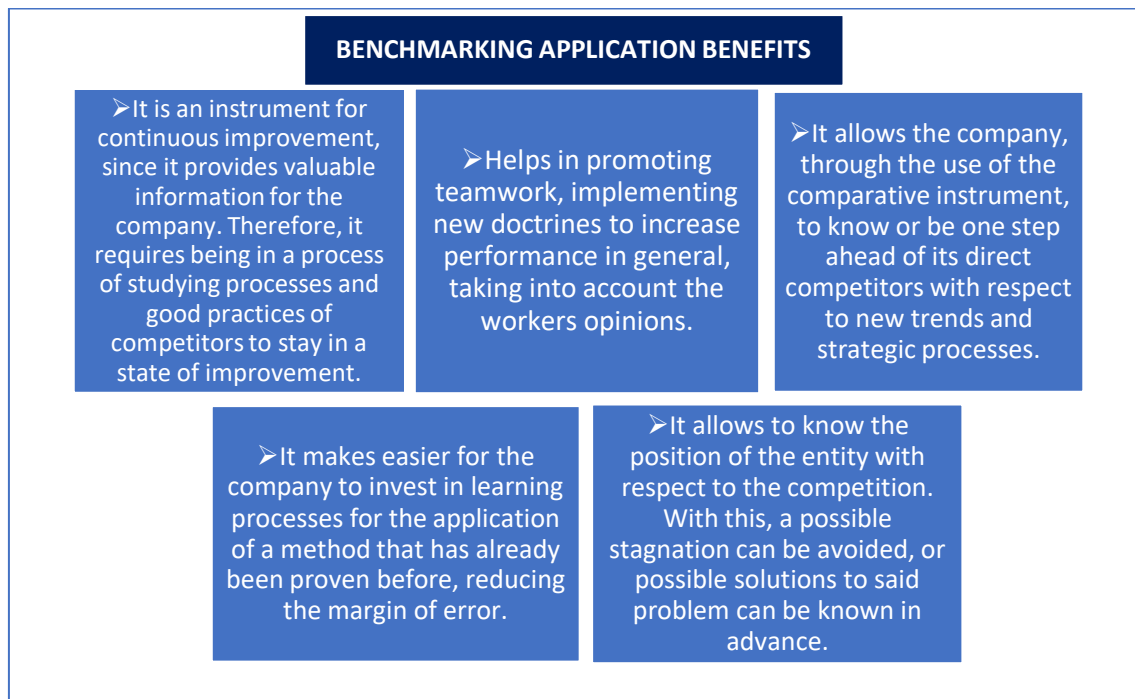 BENCHMARKING APPLICATION BENEFITS
➢It is an instrument for
continuous improvement,
since it provides valuable
information for the
company. Therefore, it
requires being in a process
of studying processes and
good practices of
competitors to stay in a
state of improvement.
➢Helps in promoting
teamwork, implementing
new doctrines to increase
performance in general,
taking into account the
workers opinions.
➢It allows the company,
through the use of the
comparative instrument,
to know or be one step
ahead of its direct
competitors with respect
to new trends and
strategic processes.
➢It makes easier for the
company to invest in learning
processes for the application
of a method that has already
been proven before, reducing
the margin of error.
➢It allows to know the
position of the entity with
respect to the competition.
With this, a possible
stagnation can be avoided, or
possible solutions to said
problem can be known in
advance.